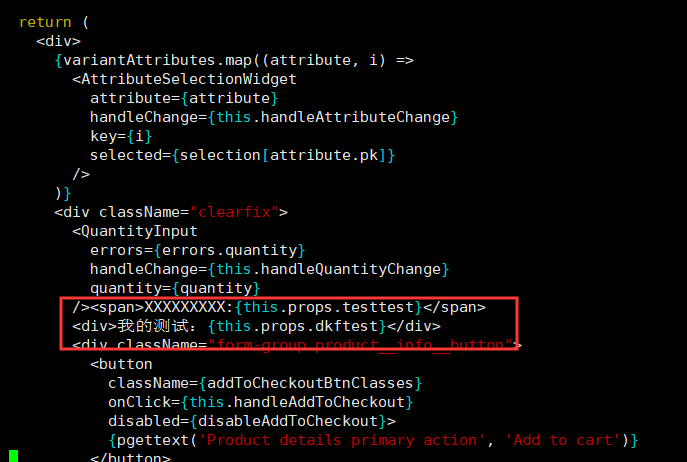 return (
<div>
{variantAttributes.map((attribute, i) =>
<AttributeSelectionWidget
attribute={attribute}
handleChange={this.handleAttributeChange}
key={i}
selected={selection[attribute.pk]}
/>
)}
<div className="clearfix">
<QuantityInput
errors={errors.quantity}
handleChange={this.handleQuantityChange}
quantity={quantity}
/><span>XXXXXXXXX:{this.props.testtest}</span>
<div>我的测试：{this.props.dkftest}</div>
<div className="form-group product__info__button">
<button
className={addToCheckoutBtnClasses}
onClick={this.handleAddToCheckout}
disabled={disableAddToCheckout}>
{pgettext('Product details primary action', 'Add to cart')}
</button>